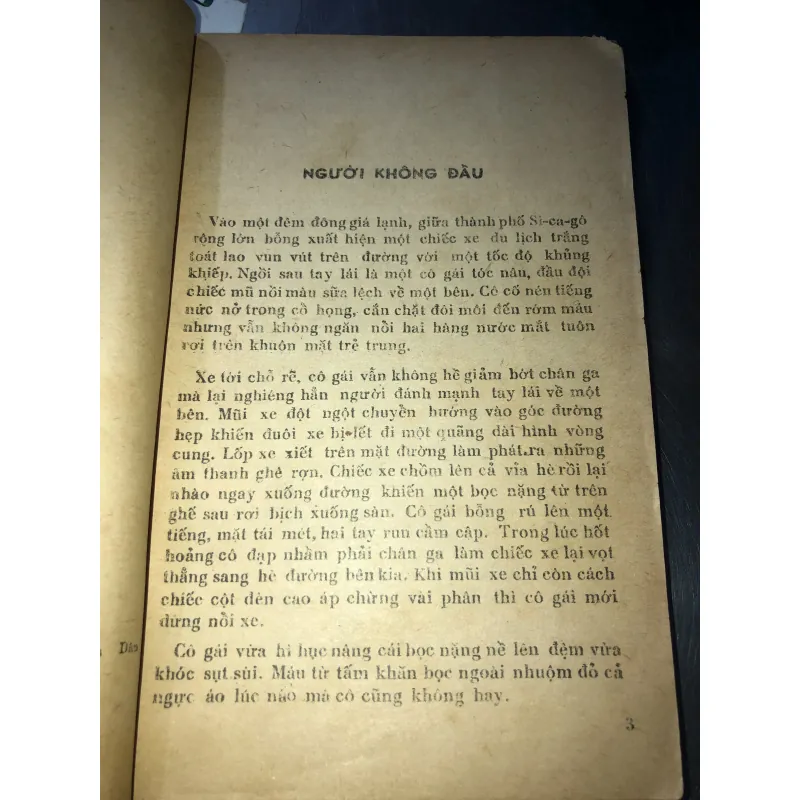 NGƯỜI KHÔNG ĐẦU
Vào một đêm đông giá lạnh, giữa thành phố Si-ca-gô
rộng lớn bỗng xuất hiện một chiếc xe du lịch trắng
toát lao vun vút trên đường với một tốc độ khủng
khiếp. Ngồi sau tay lái là một cô gái tóc nâu, đầu đội
chiếc mũ nồi màu sữa lệch về một bên. Cô cố nén tiếng
nức nở trong cổ họng, cắn chặt đôi môi đến rớm máu
nhưng vẫn không ngăn nổi hai hàng nước mắt tuôn
rơi trên khuôn mặt trẻ trung.
Xe tới chỗ rẽ, cô gái vẫn không hề giảm bớt chân ga
mà lại nghiêng hẳn người đánh mạnh tay lái về một
bên. Mũi xe đột ngột chuyển hướng vào góc đường
hẹp khiến đuôi xe bị lết đi một quãng dài hình vòng
cung. Lốp xe xiết trên mặt đường làm phát ra những
âm thanh ghê rợn. Chiếc xe chồm lên cả vỉa hè rồi lại
nhào ngay xuống đường khiến một bọc nặng từ trên
ghế sau rơi bịch xuống sàn. Cô gái bỗng rú lên một
tiếng, mặt tái mét, hai tay run cầm cập. Trong lúc hốt
hoảng cô đạp nhầm phải chân ga làm chiếc xe lại vọt
thẳng sang hè đường bên kia. Khi mũi xe chỉ còn cách
chiếc cột đèn cao áp chừng vài phân thì cô gái mới
dừng nổi xe.
Cô gái vừa hì hục nâng cái bọc nặng nề lên đệm vừa
khóc sụt sùi. Máu từ tấm khăn bọc ngoài nhuộm đỏ cả
ngực áo lúc nào mà cô cũng không hay.
3
Dân